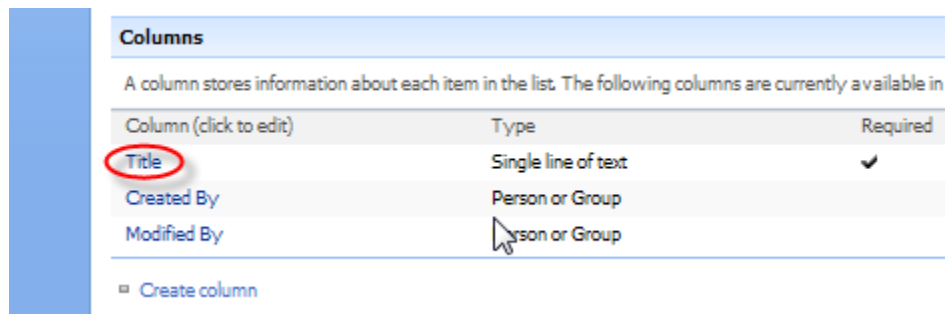 Columns
A column stores information about each item in the list. The following columns are currently available in
Column (click to edit) Type Required
Title Single line of text
Created By Person or Group
Modified By Person or Group
Create column